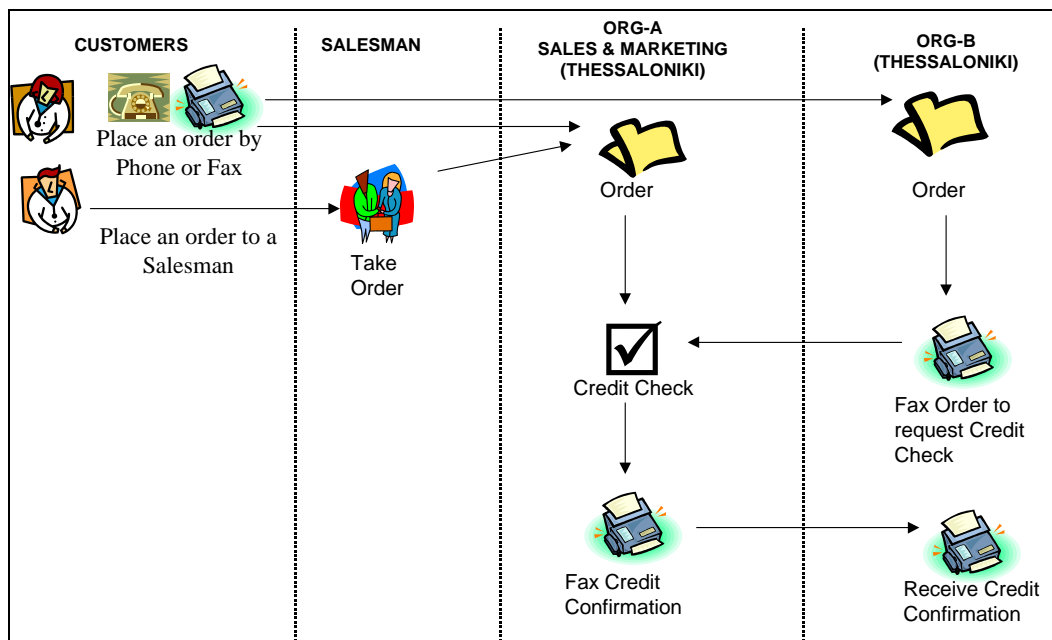 CUSTOMERS
SALESMAN
ORG-A
SALES & MARKETING
(THESSALONIKI)
ORG-B
(THESSALONIKI)
Place an order by
Phone or Fax
Order
Order
Place an order to a
Salesman
Take
Order
Credit Check
Fax Order to
request Credit
Check
Fax Credit
Confirmation
Receive Credit
Confirmation